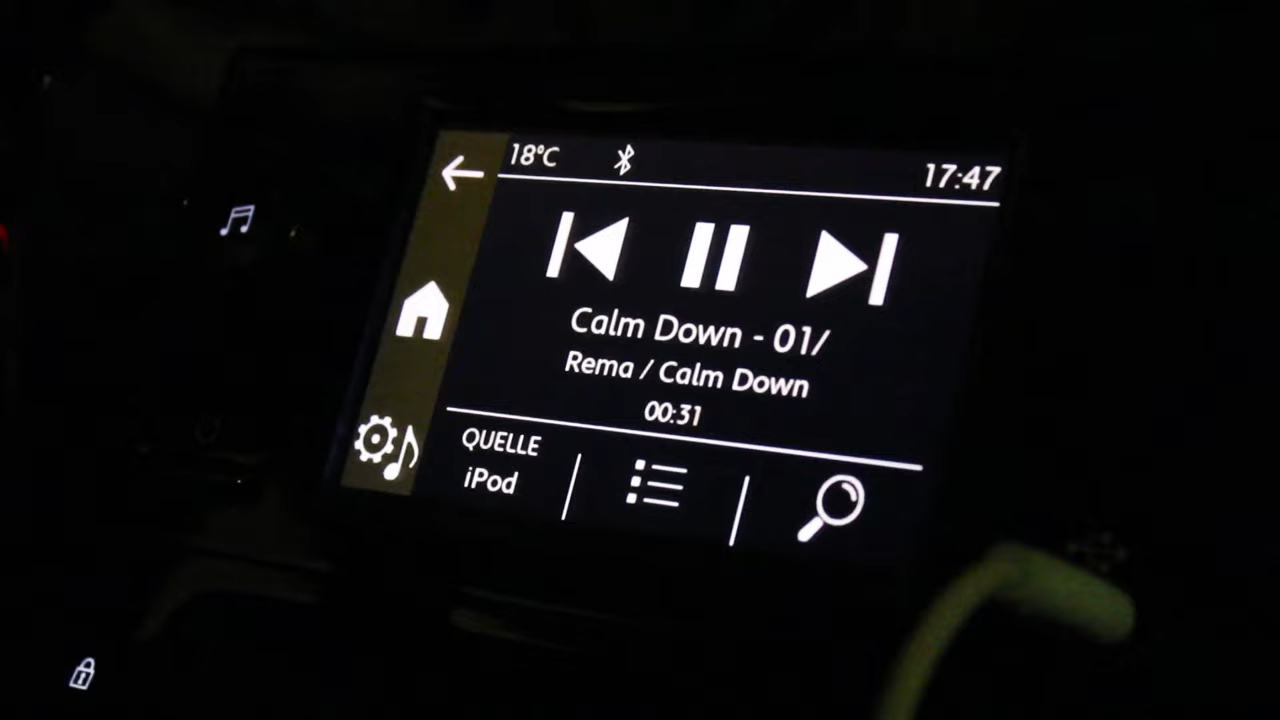 18°C
17:47
Calm Down - 01/
Rema / Calm Down
00:31
QUELLE
iPod